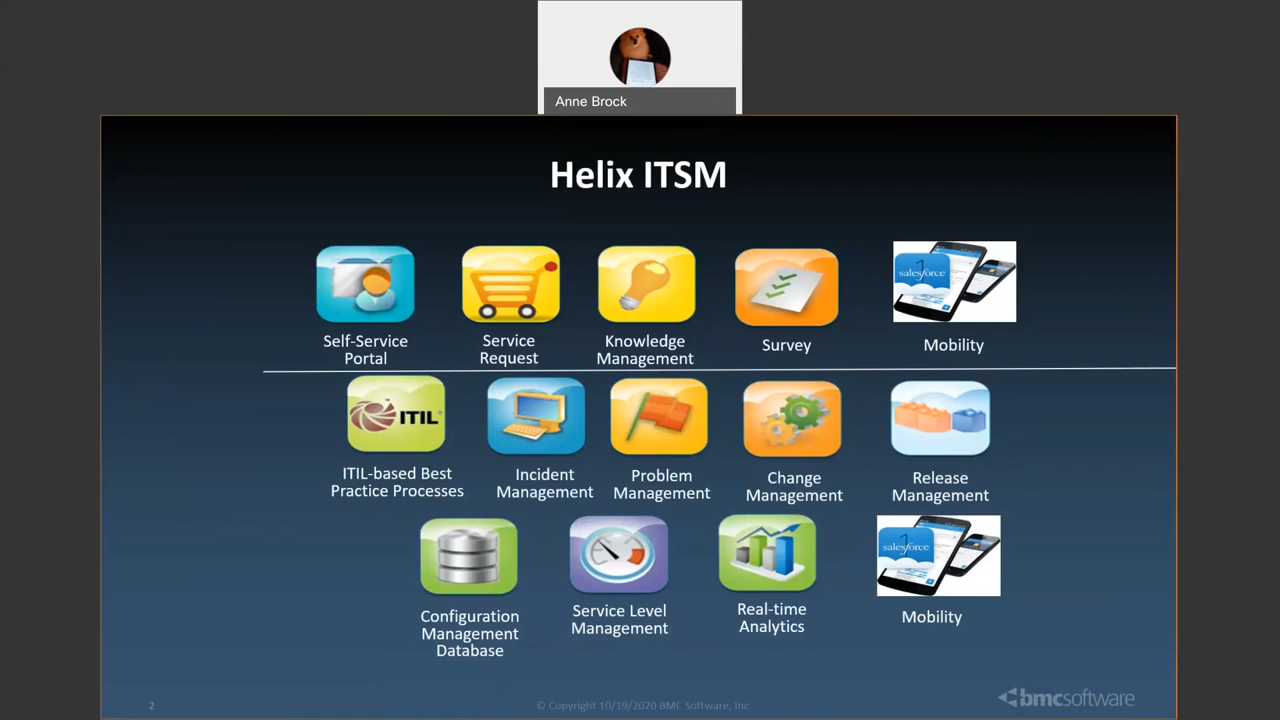 Anne Brock
Helix ITSM
1
salesforce
Self-Service
Portal
Service
Request
Knowledge
Management
Survey
Mobility
ITIL
ITIL-based Best
Practice Processes
Incident
Management
Problem
Management
Change
Management
Release
Management
1
salesforce
Configuration
Management
Database
Service Level
Management
Real-time
Analytics
Mobility
2
© Copyright 10/19/2020 BMC Software, Inc
bmcsoftware